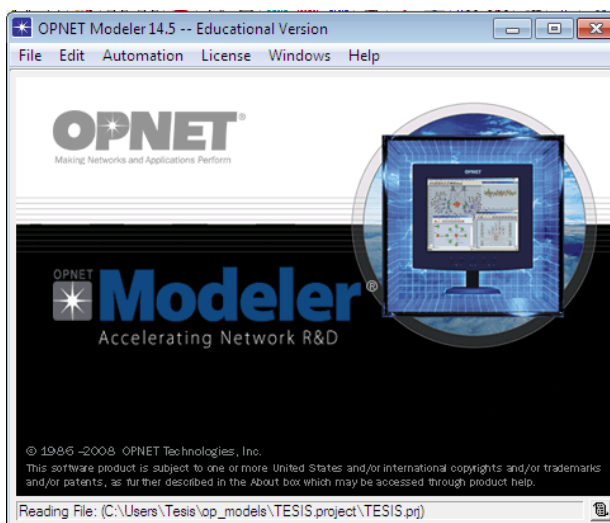 OPNET Modeler 14.5 -- Educational Version
File Edit Automation License Windows Help
OPNET®
Making Networks and Applications Perform
OPNET
OPNET
Modeler®
Accelerating Network R&D
© 1986 –2008 OPNET Technologies, Inc.
This software product is subject to one or more United States and/or international copyrights and/or trademarks
and/or patents, as further described in the About box which may be accessed through product help.
Reading File: (C:\Users\Tesis\op_models\TESIS.project\TESIS.prj)